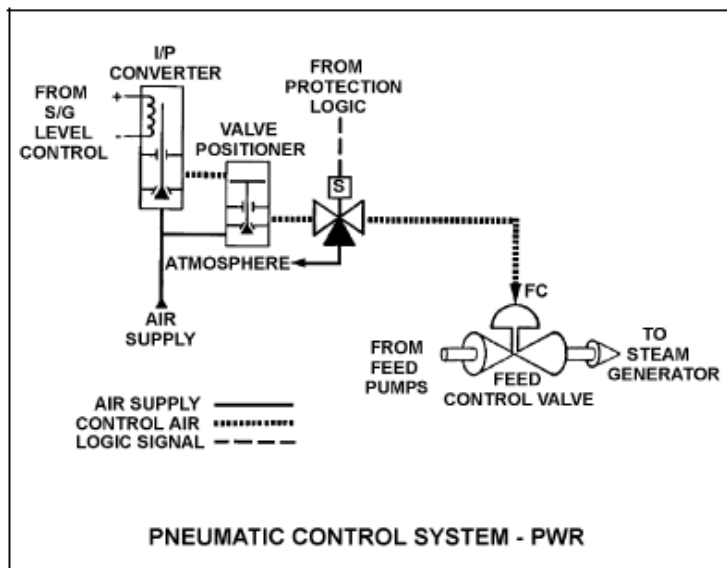 I/P
CONVERTER
FROM
S/G
LEVEL
CONTROL
+
-
VALVE
POSITIONER
FROM
PROTECTION
LOGIC
S
ATMOSPHERE
AIR
SUPPLY
FC
FROM
FEED
PUMPS
FEED
CONTROL VALVE
TO
STEAM
GENERATOR
AIR SUPPLY
CONTROL AIR
LOGIC SIGNAL
PNEUMATIC CONTROL SYSTEM - PWR